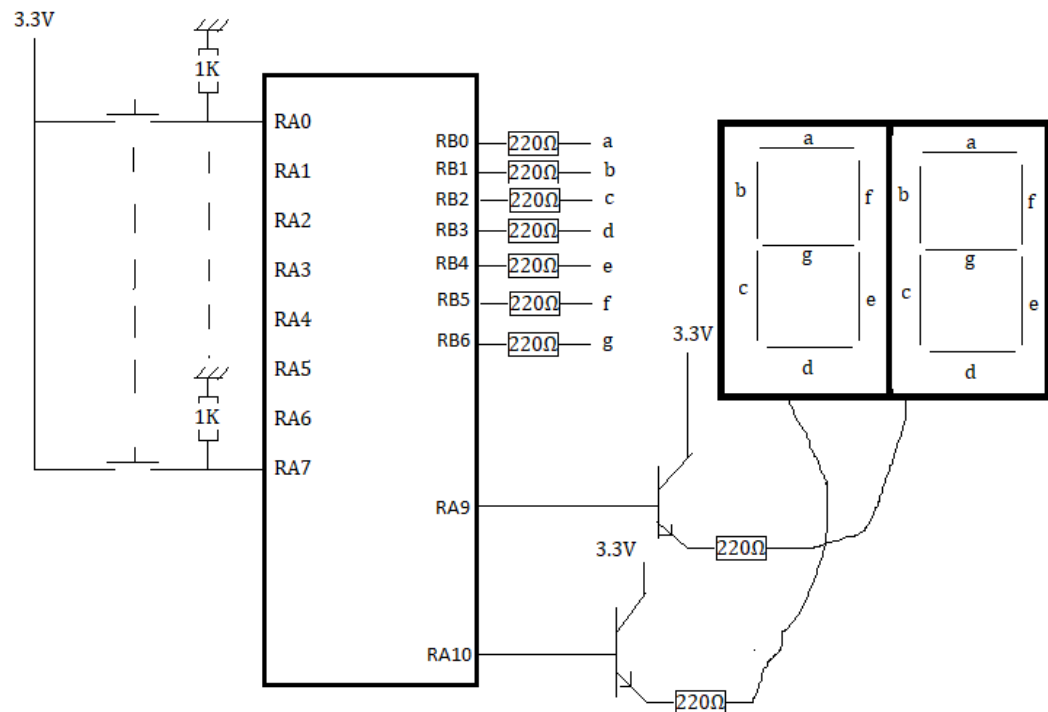 3.3V
1K
RA0
RA1
RA2
RA3
RA4
RA5
RA6
1K
RA7
RB0 220Ω a
RB1 220Ω b
RB2 220Ω c
RB3 220Ω d
RB4 220Ω e
RB5 220Ω f
RB6 220Ω g
a
b f
g
c e
d
a
b f
g
c e
d
3.3V
RA9
220Ω
3.3V
RA10
220Ω